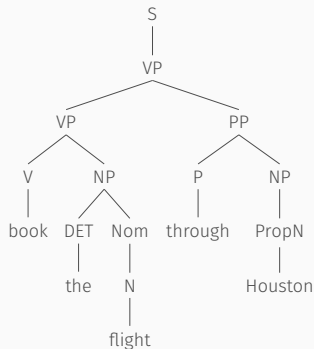 S
VP
VP PP
V NP P NP
book DET Nom through PropN
the N Houston
flight